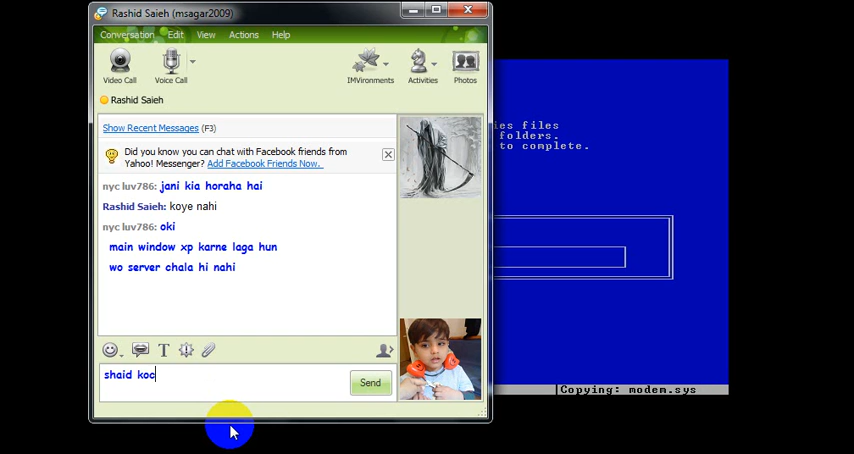 Rashid Saieh (msagar2009)
Conversation Edit View Actions Help
Video Call Voice Call IMVironments Activities Photos
Rashid Saieh
Show Recent Messages (F3)
Did you know you can chat with Facebook friends from
Yahoo! Messenger? Add Facebook Friends Now.
nyc luv786: jani kia horaha hai
Rashid Saieh: koye nahi
nyc luv786: oki
main window xp karne laga hun
wo server chala hi nahi
shaid koc
Send
ies files
folders.
to complete.
Copying: modem.sys